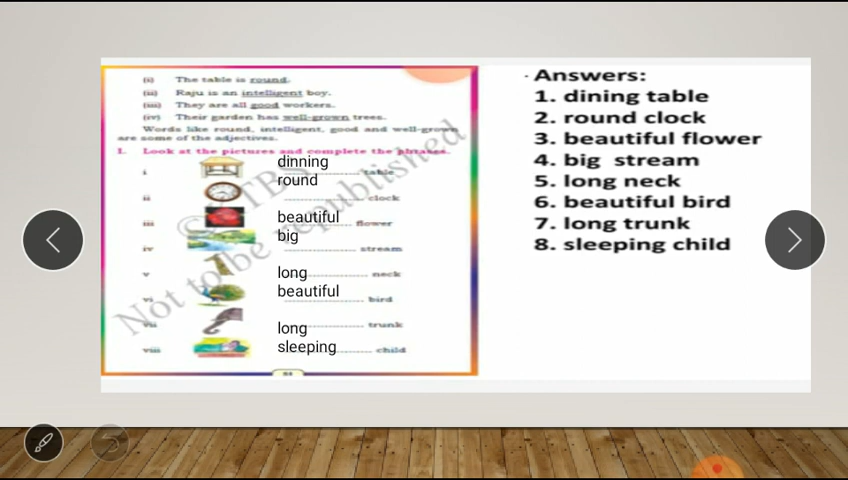 (i) The table is round.
(ii) Raju is an intelligent boy.
(iii) They are all good workers.
(iv) Their garden has well-grown trees.
Words like round, intelligent, good and well-grown
are some of the adjectives.
I. Look at the pictures and complete the phrases.
i dinning table
ii round clock
iii beautiful flower
iv big stream
v long neck
vi beautiful bird
vii long trunk
viii sleeping child
Not to be republished
Answers:
1. dining table
2. round clock
3. beautiful flower
4. big stream
5. long neck
6. beautiful bird
7. long trunk
8. sleeping child